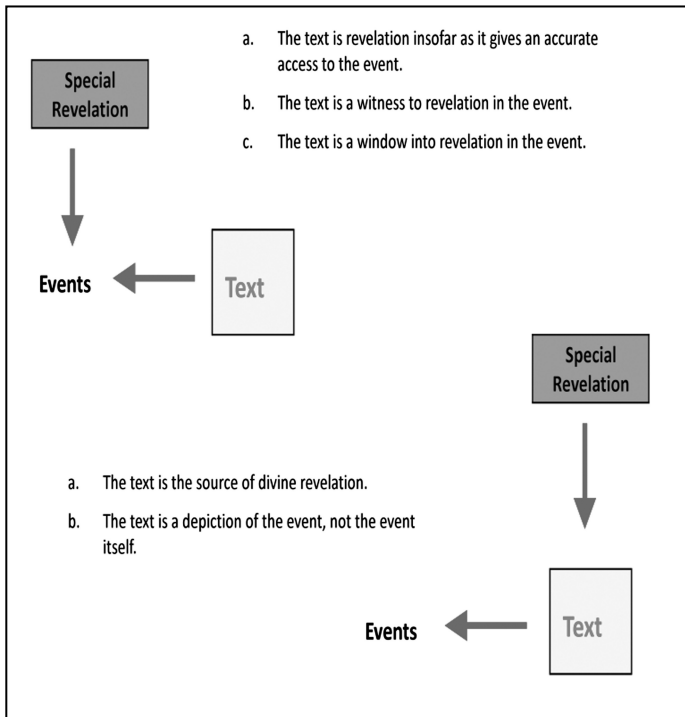 a. The text is revelation insofar as it gives an accurate
access to the event.
b. The text is a witness to revelation in the event.
c. The text is a window into revelation in the event.
Special
Revelation
Events
Text
Special
Revelation
a. The text is the source of divine revelation.
b. The text is a depiction of the event, not the event
itself.
Events
Text